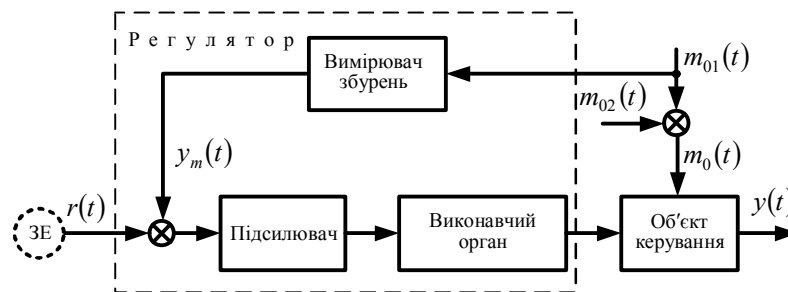 Регулятор
Вимірювач
збурень
m₀₁(t)
m₀₂(t)
yₘ(t)
m₀(t)
ЗЕ
r(t)
Підсилювач
Виконавчий
орган
Об'єкт
керування
y(t)